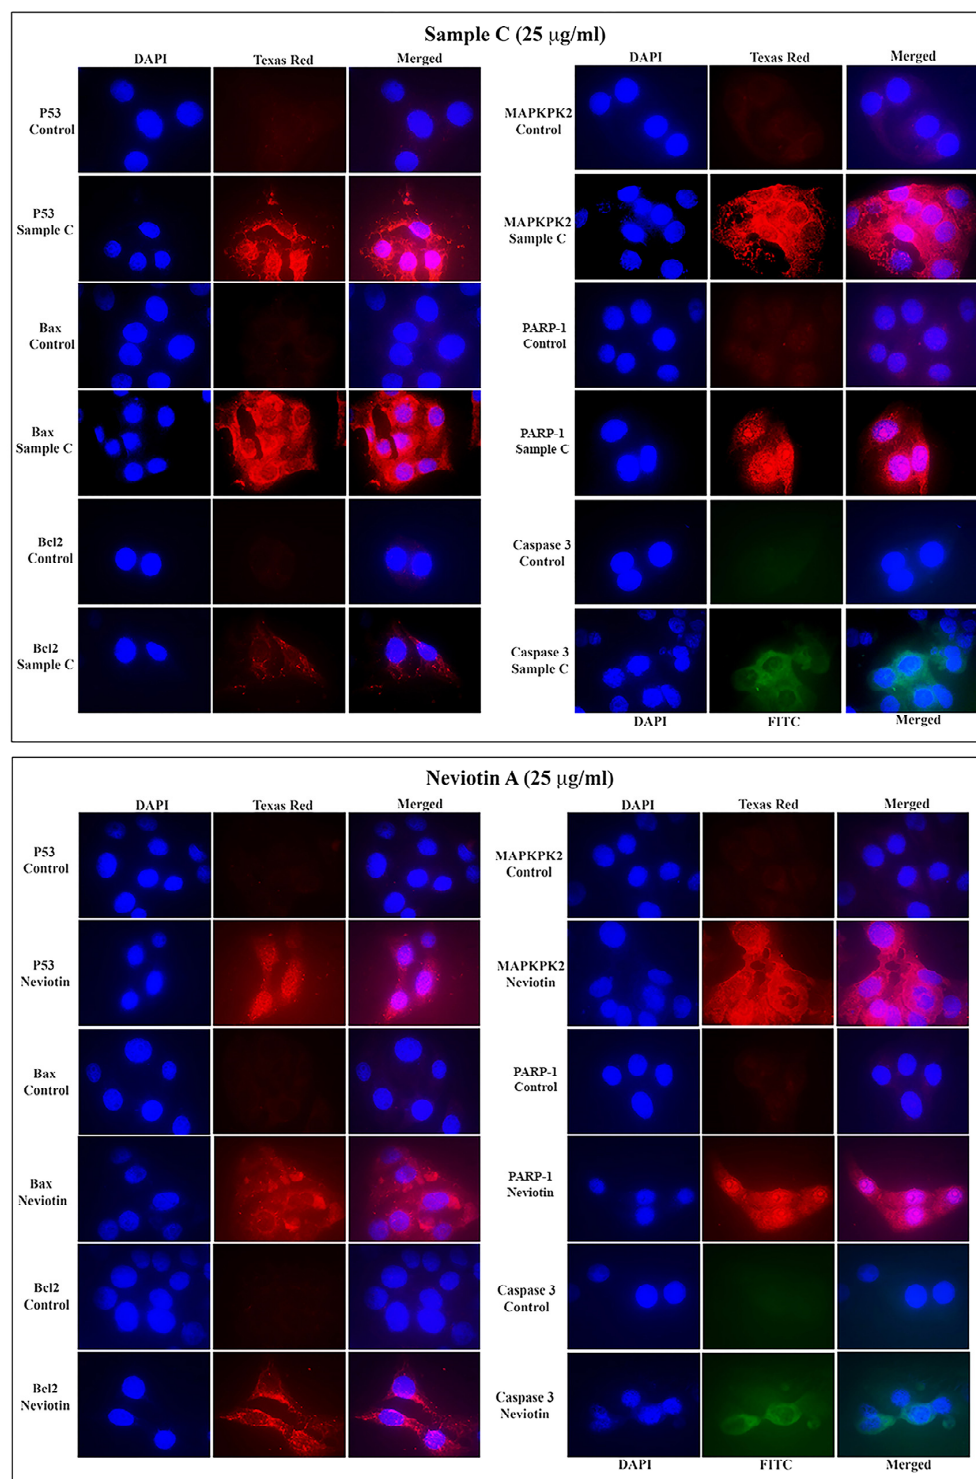 Sample C (25 µg/ml)
DAPI Texas Red Merged
P53
Control
P53
Sample C
Bax
Control
Bax
Sample C
Bcl2
Control
Bcl2
Sample C
DAPI Texas Red Merged
MAPKPK2
Control
MAPKPK2
Sample C
PARP-1
Control
PARP-1
Sample C
Caspase 3
Control
Caspase 3
Sample C
DAPI FITC Merged
Neviotin A (25 µg/ml)
DAPI Texas Red Merged
P53
Control
P53
Neviotin
Bax
Control
Bax
Neviotin
Bcl2
Control
Bcl2
Neviotin
DAPI Texas Red Merged
MAPKPK2
Control
MAPKPK2
Neviotin
PARP-1
Control
PARP-1
Neviotin
Caspase 3
Control
Caspase 3
Neviotin
DAPI FITC Merged